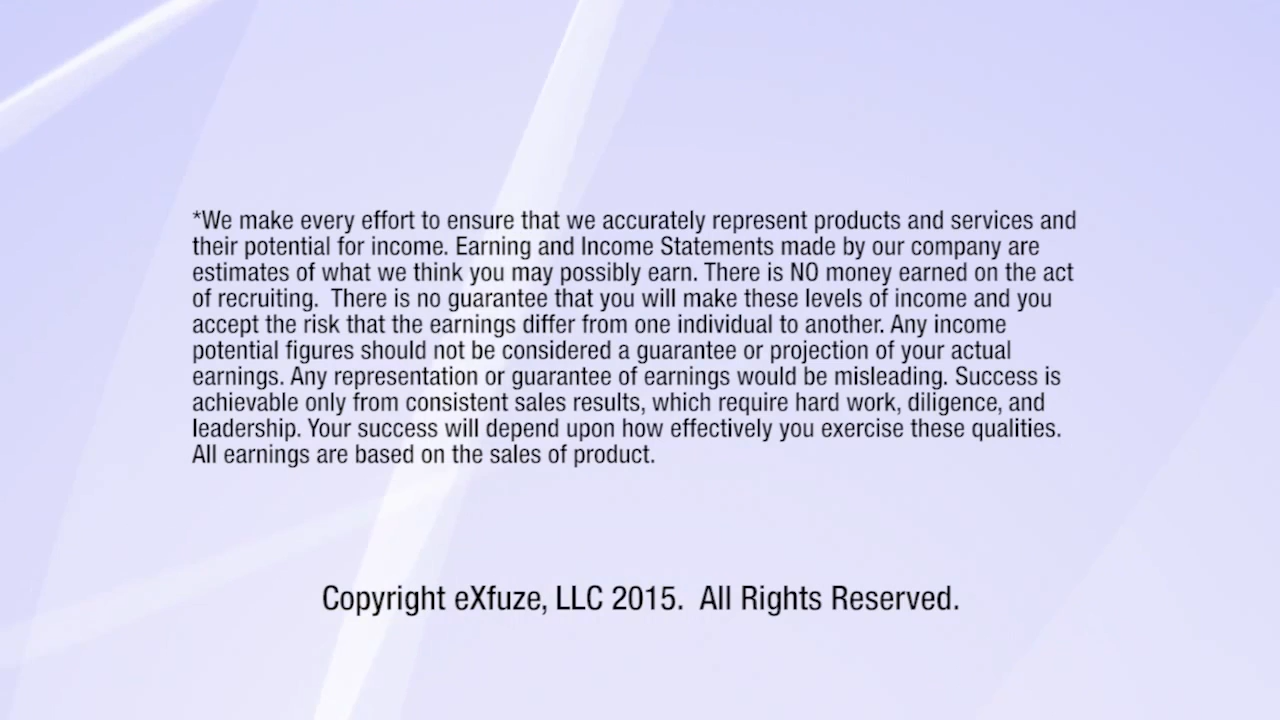 *We make every effort to ensure that we accurately represent products and services and
their potential for income. Earning and Income Statements made by our company are
estimates of what we think you may possibly earn. There is NO money earned on the act
of recruiting.  There is no guarantee that you will make these levels of income and you
accept the risk that the earnings differ from one individual to another. Any income
potential figures should not be considered a guarantee or projection of your actual
earnings. Any representation or guarantee of earnings would be misleading. Success is
achievable only from consistent sales results, which require hard work, diligence, and
leadership. Your success will depend upon how effectively you exercise these qualities.
All earnings are based on the sales of product.
Copyright eXfuze, LLC 2015.  All Rights Reserved.